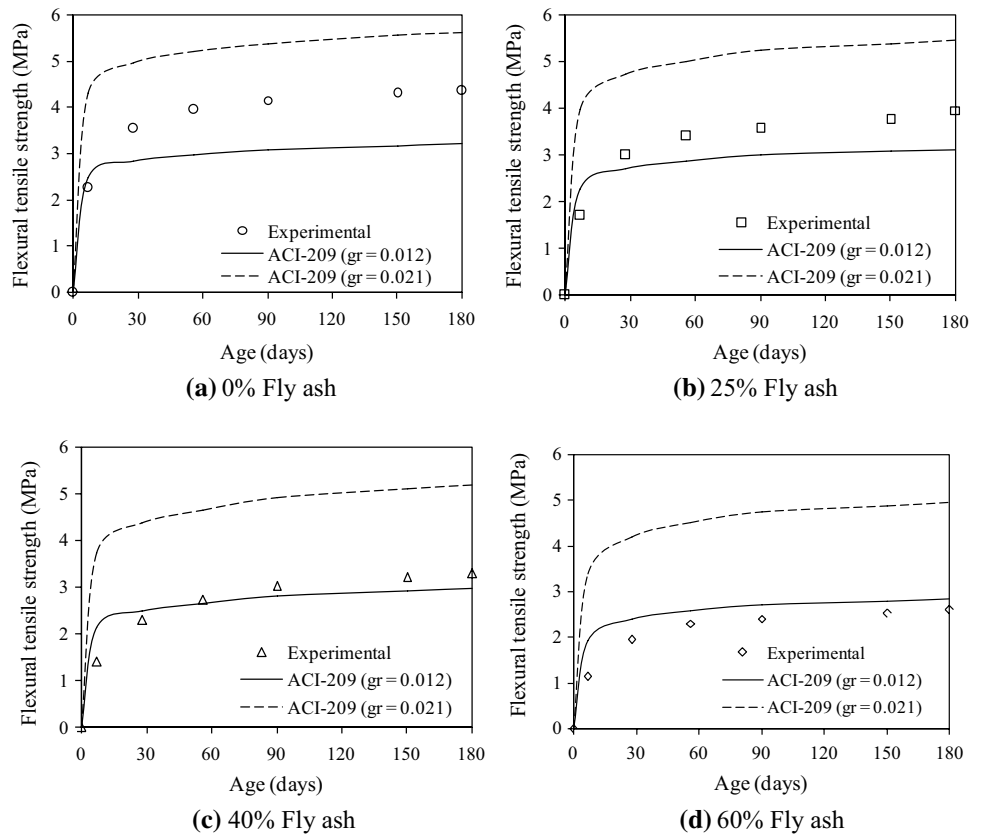 6
5
4
3
2
1
0
Flexural tensile strength (MPa)
Experimental
ACI-209 (gr = 0.012)
ACI-209 (gr = 0.021)
0 30 60 90 120 150 180
Age (days)
(a) 0% Fly ash
6
5
4
3
2
1
0
Flexural tensile strength (MPa)
Experimental
ACI-209 (gr = 0.012)
ACI-209 (gr = 0.021)
0 30 60 90 120 150 180
Age (days)
(b) 25% Fly ash
6
5
4
3
2
1
0
Flexural tensile strength (MPa)
Experimental
ACI-209 (gr = 0.012)
ACI-209 (gr = 0.021)
0 30 60 90 120 150 180
Age (days)
(c) 40% Fly ash
6
5
4
3
2
1
0
Flexural tensile strength (MPa)
Experimental
ACI-209 (gr = 0.012)
ACI-209 (gr = 0.021)
0 30 60 90 120 150 180
Age (days)
(d) 60% Fly ash